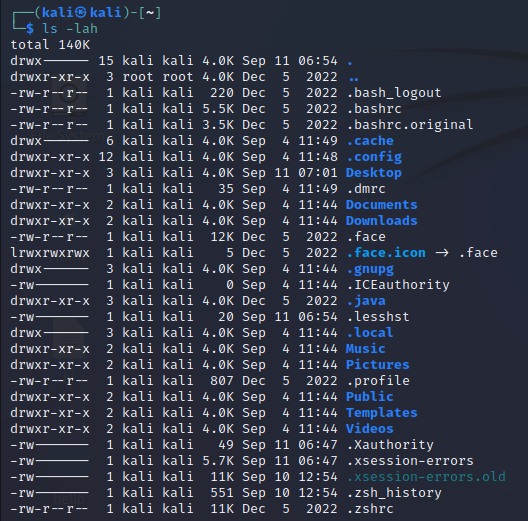 ┌──(kali㉿kali)-[~]
└─$ ls -lah
total 140K
drwx------ 15 kali kali 4.0K Sep 11 06:54 .
drwxr-xr-x  3 root root 4.0K Dec  5  2022 ..
-rw-r--r--  1 kali kali  220 Dec  5  2022 .bash_logout
-rw-r--r--  1 kali kali 5.5K Dec  5  2022 .bashrc
-rw-r--r--  1 kali kali 3.5K Dec  5  2022 .bashrc.original
drwx------  6 kali kali 4.0K Sep  4 11:49 .cache
drwxr-xr-x 12 kali kali 4.0K Sep  4 11:48 .config
drwxr-xr-x  3 kali kali 4.0K Sep 11 07:01 Desktop
-rw-r--r--  1 kali kali   35 Sep  4 11:49 .dmrc
drwxr-xr-x  2 kali kali 4.0K Sep  4 11:44 Documents
drwxr-xr-x  2 kali kali 4.0K Sep  4 11:44 Downloads
-rw-r--r--  1 kali kali  12K Dec  5  2022 .face
lrwxrwxrwx  1 kali kali    5 Dec  5  2022 .face.icon -> .face
drwx------  3 kali kali 4.0K Sep  4 11:44 .gnupg
-rw-------  1 kali kali    0 Sep  4 11:44 .ICEauthority
drwxr-xr-x  3 kali kali 4.0K Dec  5  2022 .java
-rw-------  1 kali kali   20 Sep 11 06:54 .lesshst
drwx------  3 kali kali 4.0K Sep  4 11:44 .local
drwxr-xr-x  2 kali kali 4.0K Sep  4 11:44 Music
drwxr-xr-x  2 kali kali 4.0K Sep  4 11:44 Pictures
-rw-r--r--  1 kali kali  807 Dec  5  2022 .profile
drwxr-xr-x  2 kali kali 4.0K Sep  4 11:44 Public
drwxr-xr-x  2 kali kali 4.0K Sep  4 11:44 Templates
drwxr-xr-x  2 kali kali 4.0K Sep  4 11:44 Videos
-rw-------  1 kali kali   49 Sep 11 06:47 .Xauthority
-rw-------  1 kali kali 5.7K Sep 11 06:47 .xsession-errors
-rw-------  1 kali kali  11K Sep 10 12:54 .xsession-errors.old
-rw-------  1 kali kali  551 Sep 10 12:54 .zsh_history
-rw-r--r--  1 kali kali  11K Dec  5  2022 .zshrc